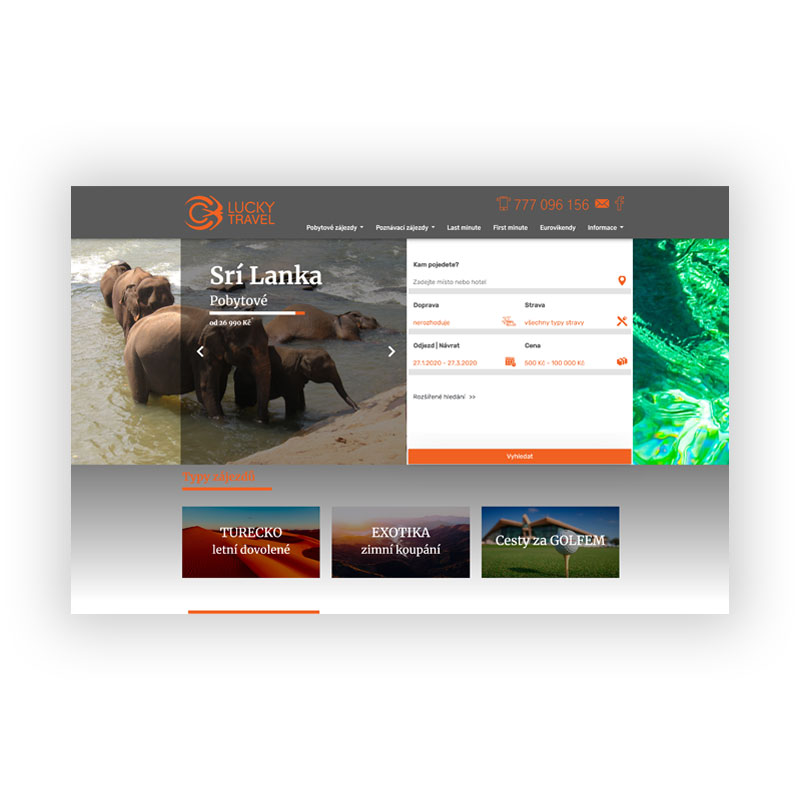 LUCKY
TRAVEL
777 096 156
Pobytové zájezdy
Poznávací zájezdy
Last minute
First minute
Eurovíkendy
Informace
Srí Lanka
Pobytové
od 26 990 Kč
Kam pojedete?
Zadejte místo nebo hotel
Doprava
Strava
nerozhoduje
všechny typy stravy
Odjezd | Návrat
Cena
27.1.2020 - 27.3.2020
500 Kč - 100 000 Kč
Rozšířené hledání >>
Vyhledat
Typy zájezdů
TURECKO
letní dovolené
EXOTIKA
zimní koupání
Cesty za GOLFEM